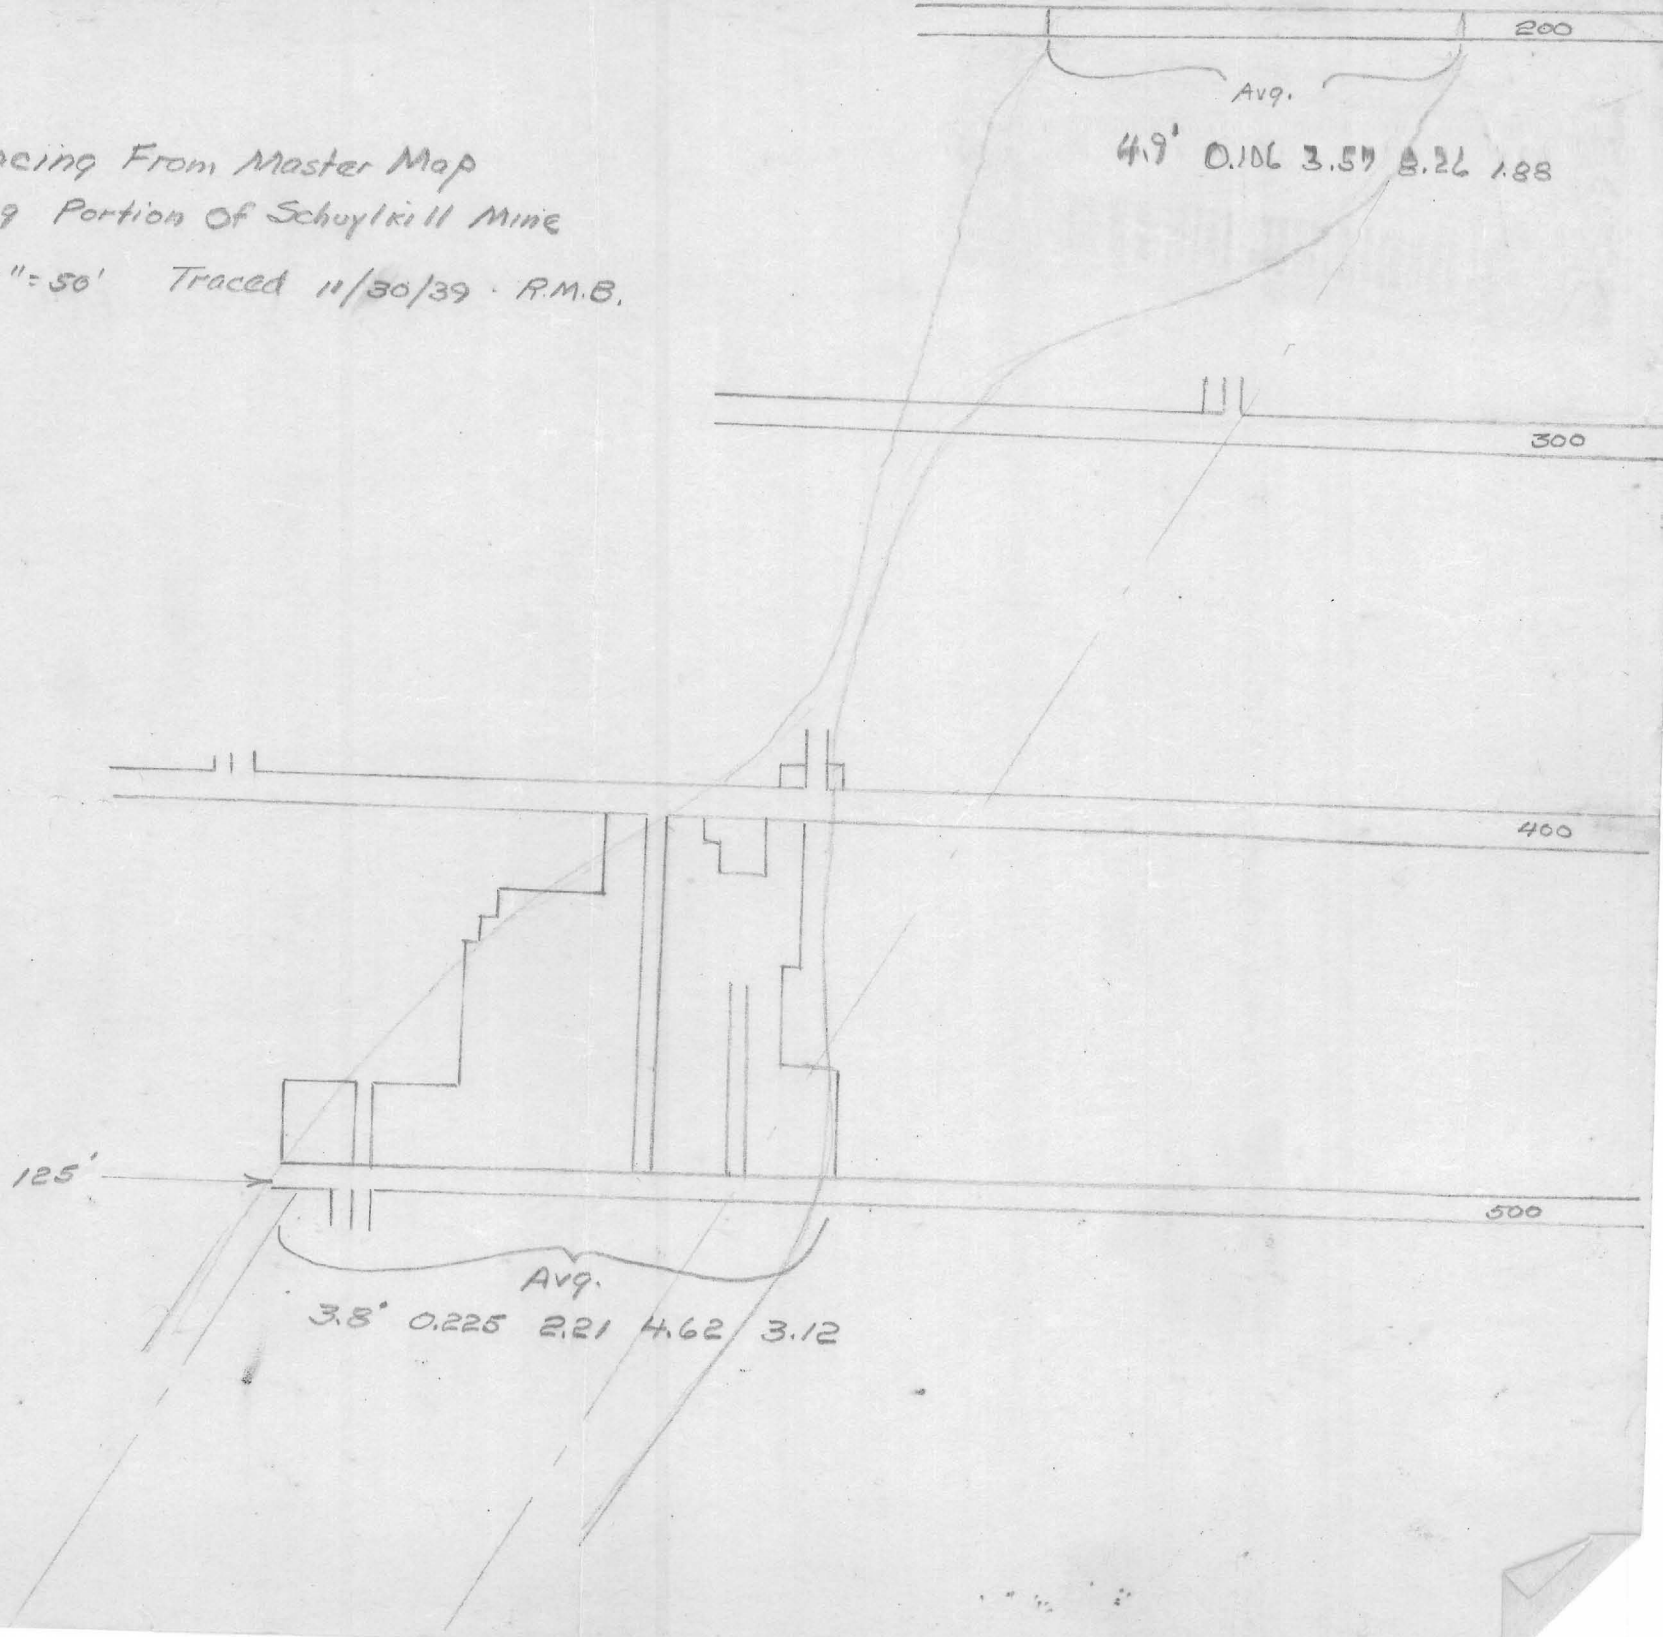 200
Avg.
4.9' 0.106 3.57 8.26 1.88
acing From Master Map
g Portion Of Schuylkill Mine
"=50' Traced 11/30/39 · R.M.B.
300
400
125'
500
Avg.
3.8' 0.225 2.21 4.62 3.12